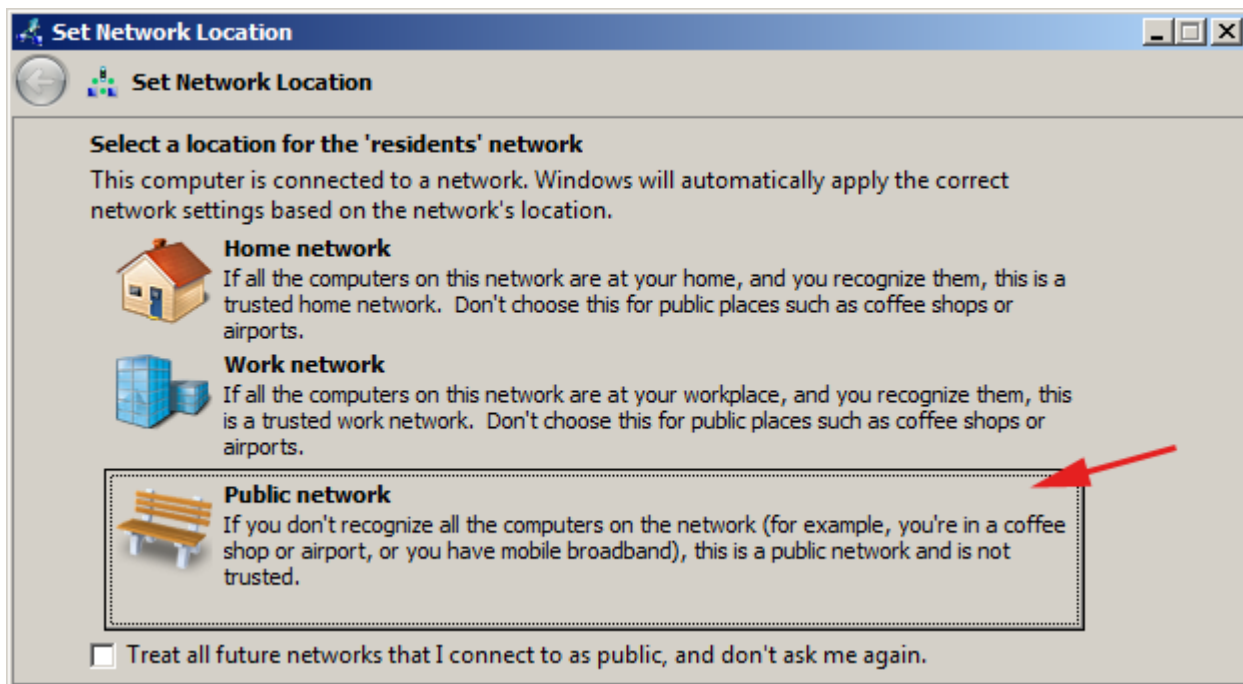 Set Network Location
Set Network Location
Select a location for the 'residents' network
This computer is connected to a network. Windows will automatically apply the correct
network settings based on the network's location.
Home network
If all the computers on this network are at your home, and you recognize them, this is a
trusted home network.  Don't choose this for public places such as coffee shops or
airports.
Work network
If all the computers on this network are at your workplace, and you recognize them, this
is a trusted work network.  Don't choose this for public places such as coffee shops or
airports.
Public network
If you don't recognize all the computers on the network (for example, you're in a coffee
shop or airport, or you have mobile broadband), this is a public network and is not
trusted.
Treat all future networks that I connect to as public, and don't ask me again.